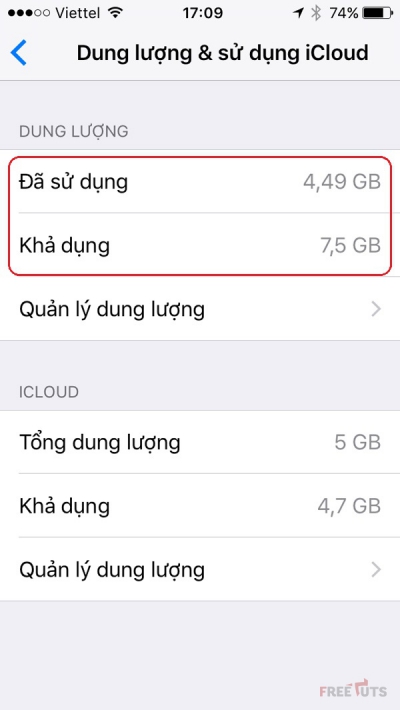 Viettel 17:09 74%
Dung lượng & sử dụng iCloud
DUNG LƯỢNG
Đã sử dụng 4,49 GB
Khả dụng 7,5 GB
Quản lý dung lượng
ICLOUD
Tổng dung lượng 5 GB
Khả dụng 4,7 GB
Quản lý dung lượng
FREETUTS